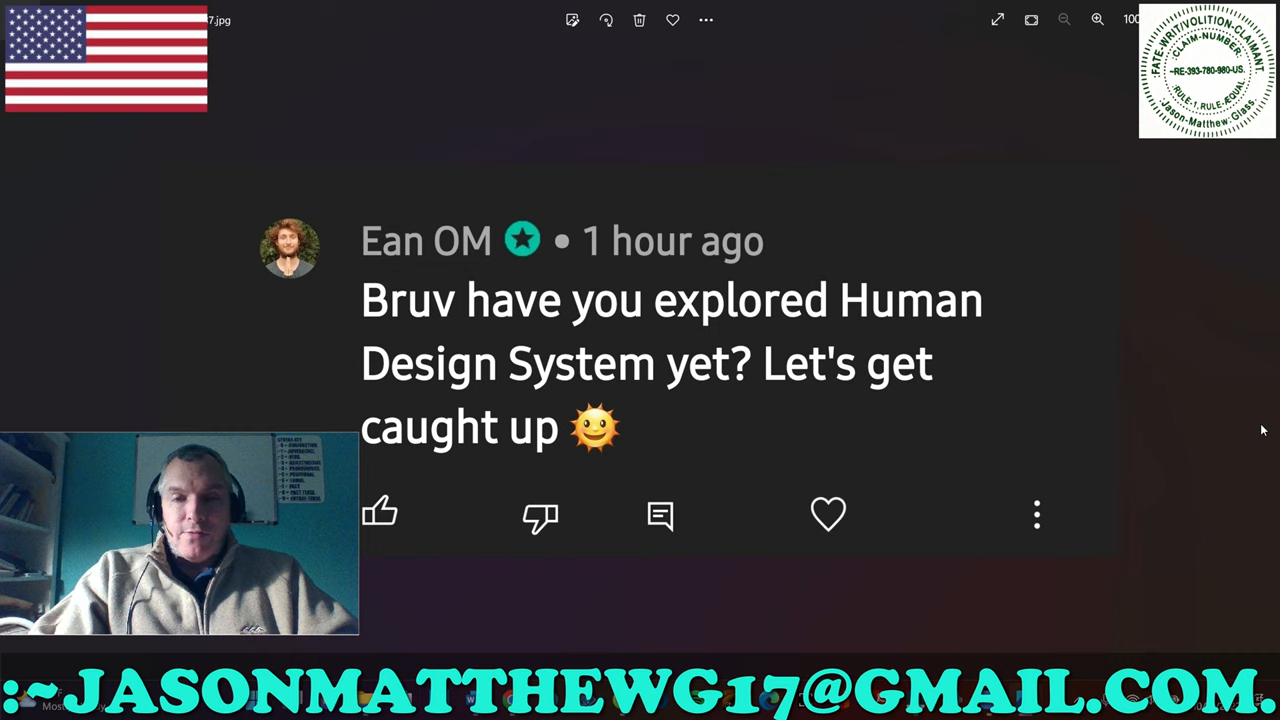 7.jpg
100
FATE-WRIT/VOLITION-CLAIMANT.
CLAIM-NUMBER:
~RE-393-780-980-US.
RULE-1, RULE-ÆQUAL.
Jason-Matthew: Glass.
Ean OM • 1 hour ago
Bruv have you explored Human
Design System yet? Let's get
caught up
:~JASONMATTHEWG17@GMAIL.COM.